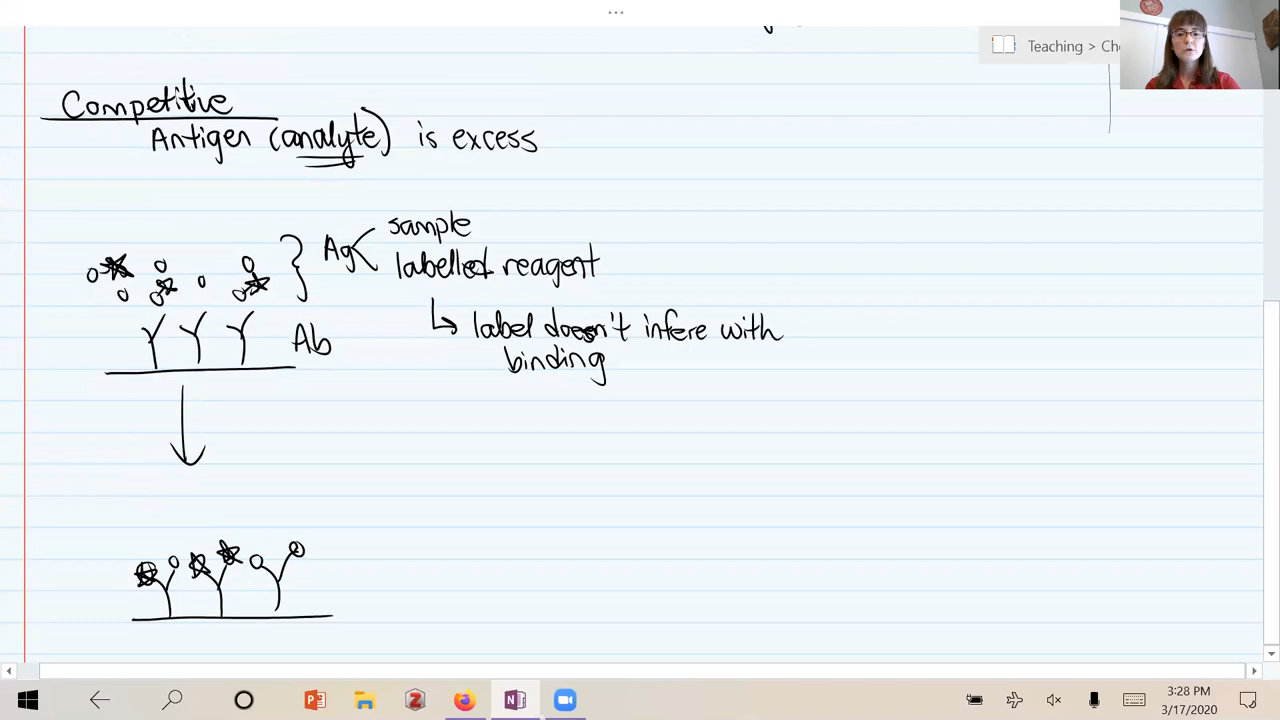 Teaching > Che
Competitive
Antigen (analyte) is excess
Ag
sample
labelled reagent
label doesn't infere with
binding
Ab
3:28 PM
3/17/2020